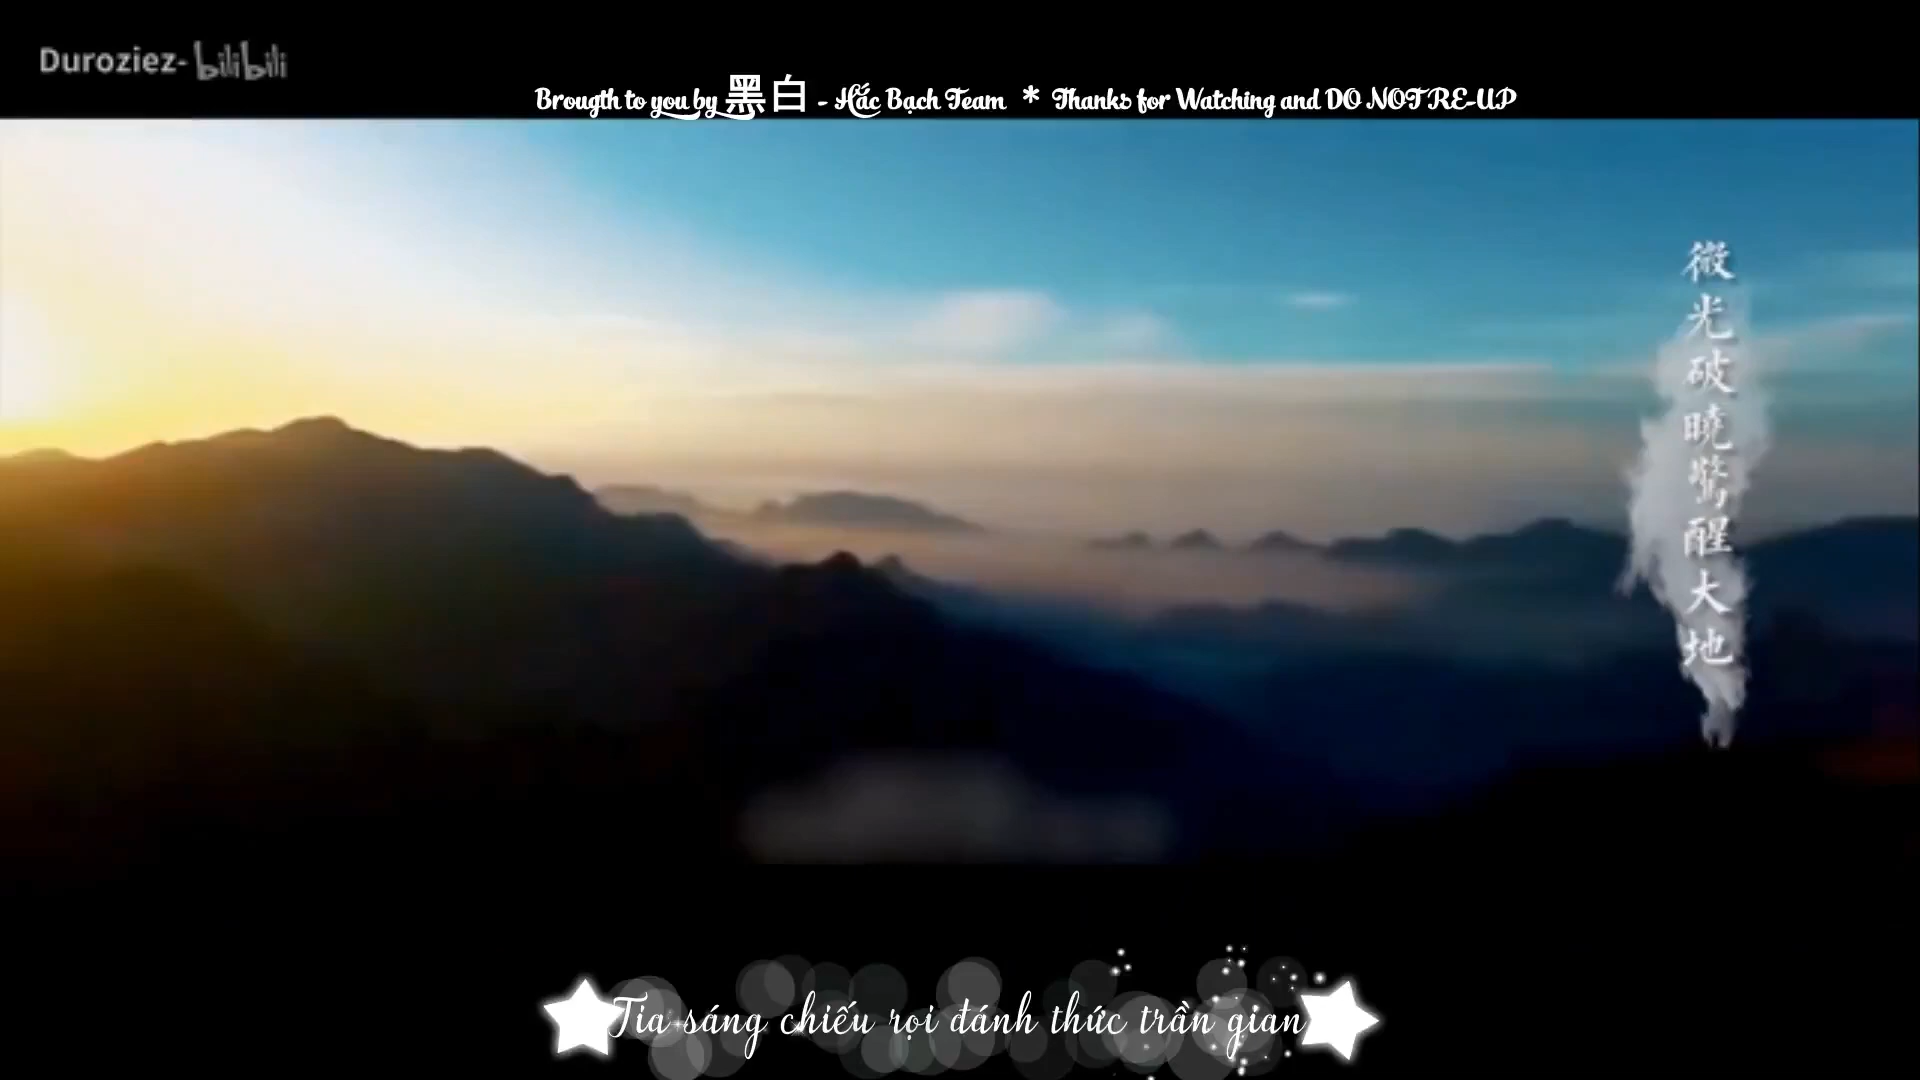 Duroziez- bilibili
Brougth to you by 黑白 - Hắc Bạch Team * Thanks for Watching and DO NOT RE-UP
微光破曉驚醒大地
Tia sáng chiếu rọi đánh thức trần gian